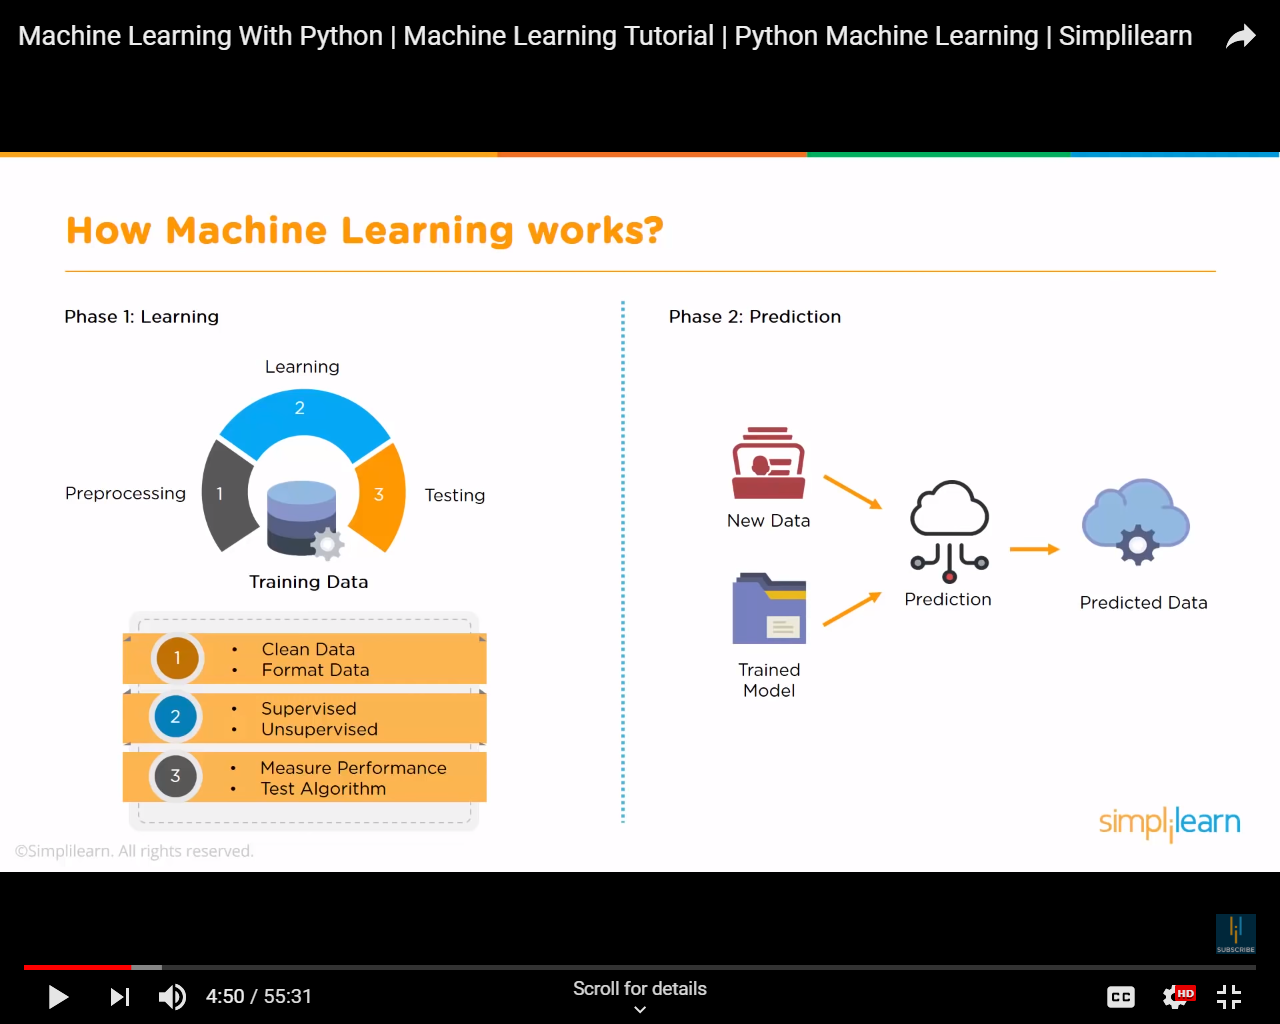 Machine Learning With Python | Machine Learning Tutorial | Python Machine Learning | Simplilearn
How Machine Learning works?
Phase 1: Learning
Learning
2
Preprocessing
1
3
Testing
Training Data
1
• Clean Data
• Format Data
2
• Supervised
• Unsupervised
3
• Measure Performance
• Test Algorithm
Phase 2: Prediction
New Data
Trained
Model
Prediction
Predicted Data
simplilearn
©Simplilearn. All rights reserved.
SUBSCRIBE
4:50 / 55:31
Scroll for details
CC
HD